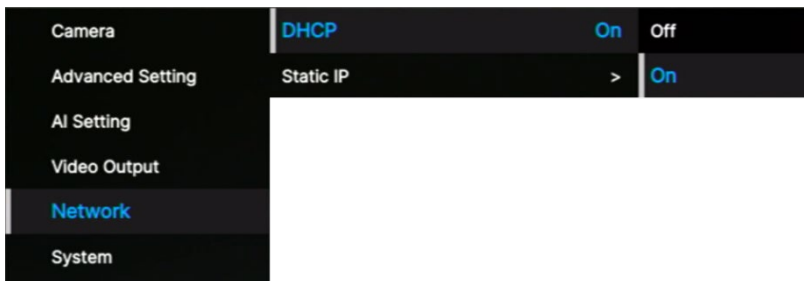 Camera
DHCP On Off
Advanced Setting Static IP > On
AI Setting
Video Output
Network
System